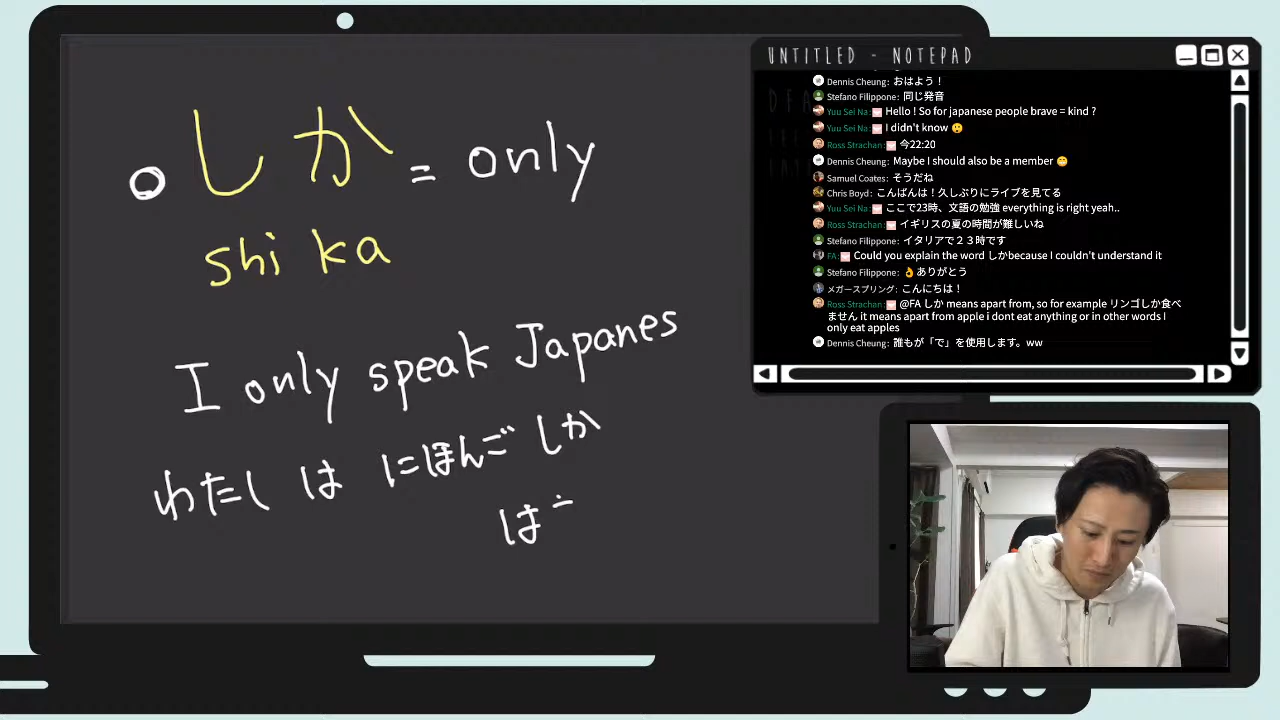 しか = only
shi ka
I only speak Japanes
わたし は にほんご しか
は
UNTITLED - NOTEPAD
Dennis Cheung: おはよう！
Stefano Filippone: 同じ発音
Yuu Sei Na: Hello ! So for japanese people brave = kind ?
Yuu Sei Na: I didn't know 😲
Ross Strachan: 今22:20
Dennis Cheung: Maybe I should also be a member 😁
Samuel Coates: そうだね
Chris Boyd: こんばんは！久しぶりにライブを見てる
Yuu Sei Na: ここで23時、文語の勉強 everything is right yeah..
Ross Strachan: イギリスの夏の時間が難しいね
Stefano Filippone: イタリアで２３時です
FA: Could you explain the word しかbecause I couldn't understand it
Stefano Filippone: 👌ありがとう
メガースプリング: こんにちは！
Ross Strachan: @FA しか means apart from, so for example リンゴしか食べ
ません it means apart from apple i dont eat anything or in other words I
only eat apples
Dennis Cheung: 誰もが「で」を使用します。ww